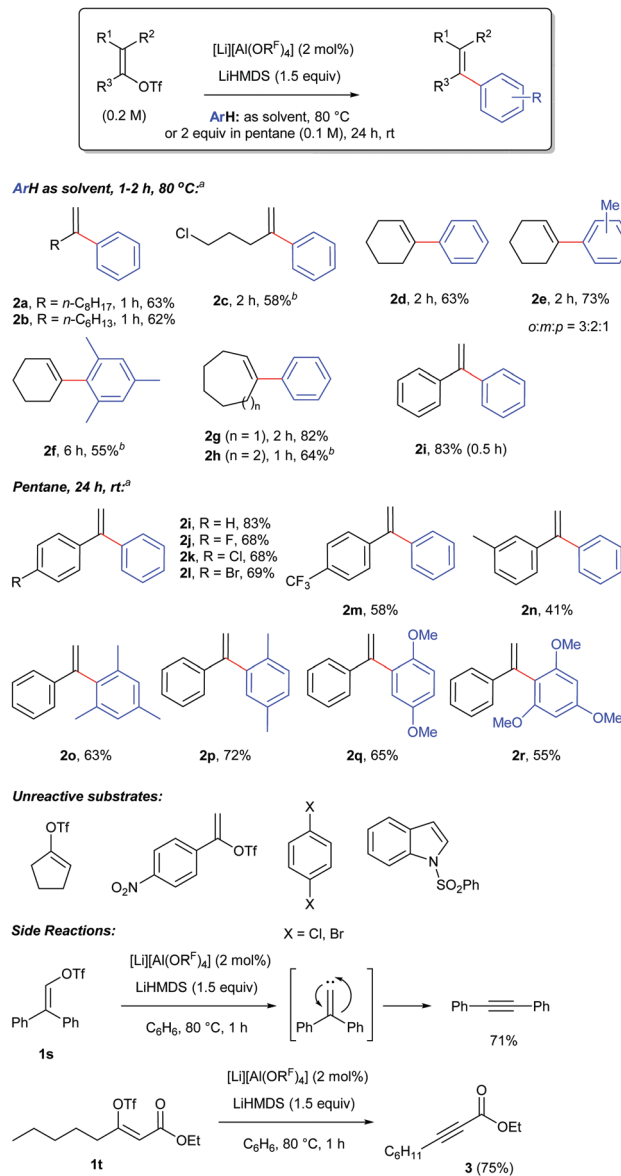 R1 R2 [Li][Al(ORF)4] (2 mol%) R1 R2
LiHMDS (1.5 equiv)
R3 OTf R3 R
(0.2 M) ArH: as solvent, 80 °C
or 2 equiv in pentane (0.1 M), 24 h, rt
ArH as solvent, 1-2 h, 80 oC:a
R Cl Me
2a, R = n-C8H17, 1 h, 63% 2c, 2 h, 58%b 2d, 2 h, 63% 2e, 2 h, 73%
2b, R = n-C6H13, 1 h, 62%
o:m:p = 3:2:1
( )n
2f, 6 h, 55%b 2g (n = 1), 2 h, 82% 2i, 83% (0.5 h)
2h (n = 2), 1 h, 64%b
Pentane, 24 h, rt:a
2i, R = H, 83%
2j, R = F, 68%
2k, R = Cl, 68%
2l, R = Br, 69%
R CF3
2m, 58% 2n, 41%
OMe OMe
OMe MeO OMe
2o, 63% 2p, 72% 2q, 65% 2r, 55%
Unreactive substrates:
OTf X
OTf N
NO2 X SO2Ph
X = Cl, Br
Side Reactions:
OTf [Li][Al(ORF)4] (2 mol%)
LiHMDS (1.5 equiv)
Ph Ph C6H6, 80 °C, 1 h Ph Ph Ph Ph
1s 71%
TfO O [Li][Al(ORF)4] (2 mol%) O
LiHMDS (1.5 equiv) OEt
OEt C6H6, 80 °C, 1 h C6H11
1t 3 (75%)